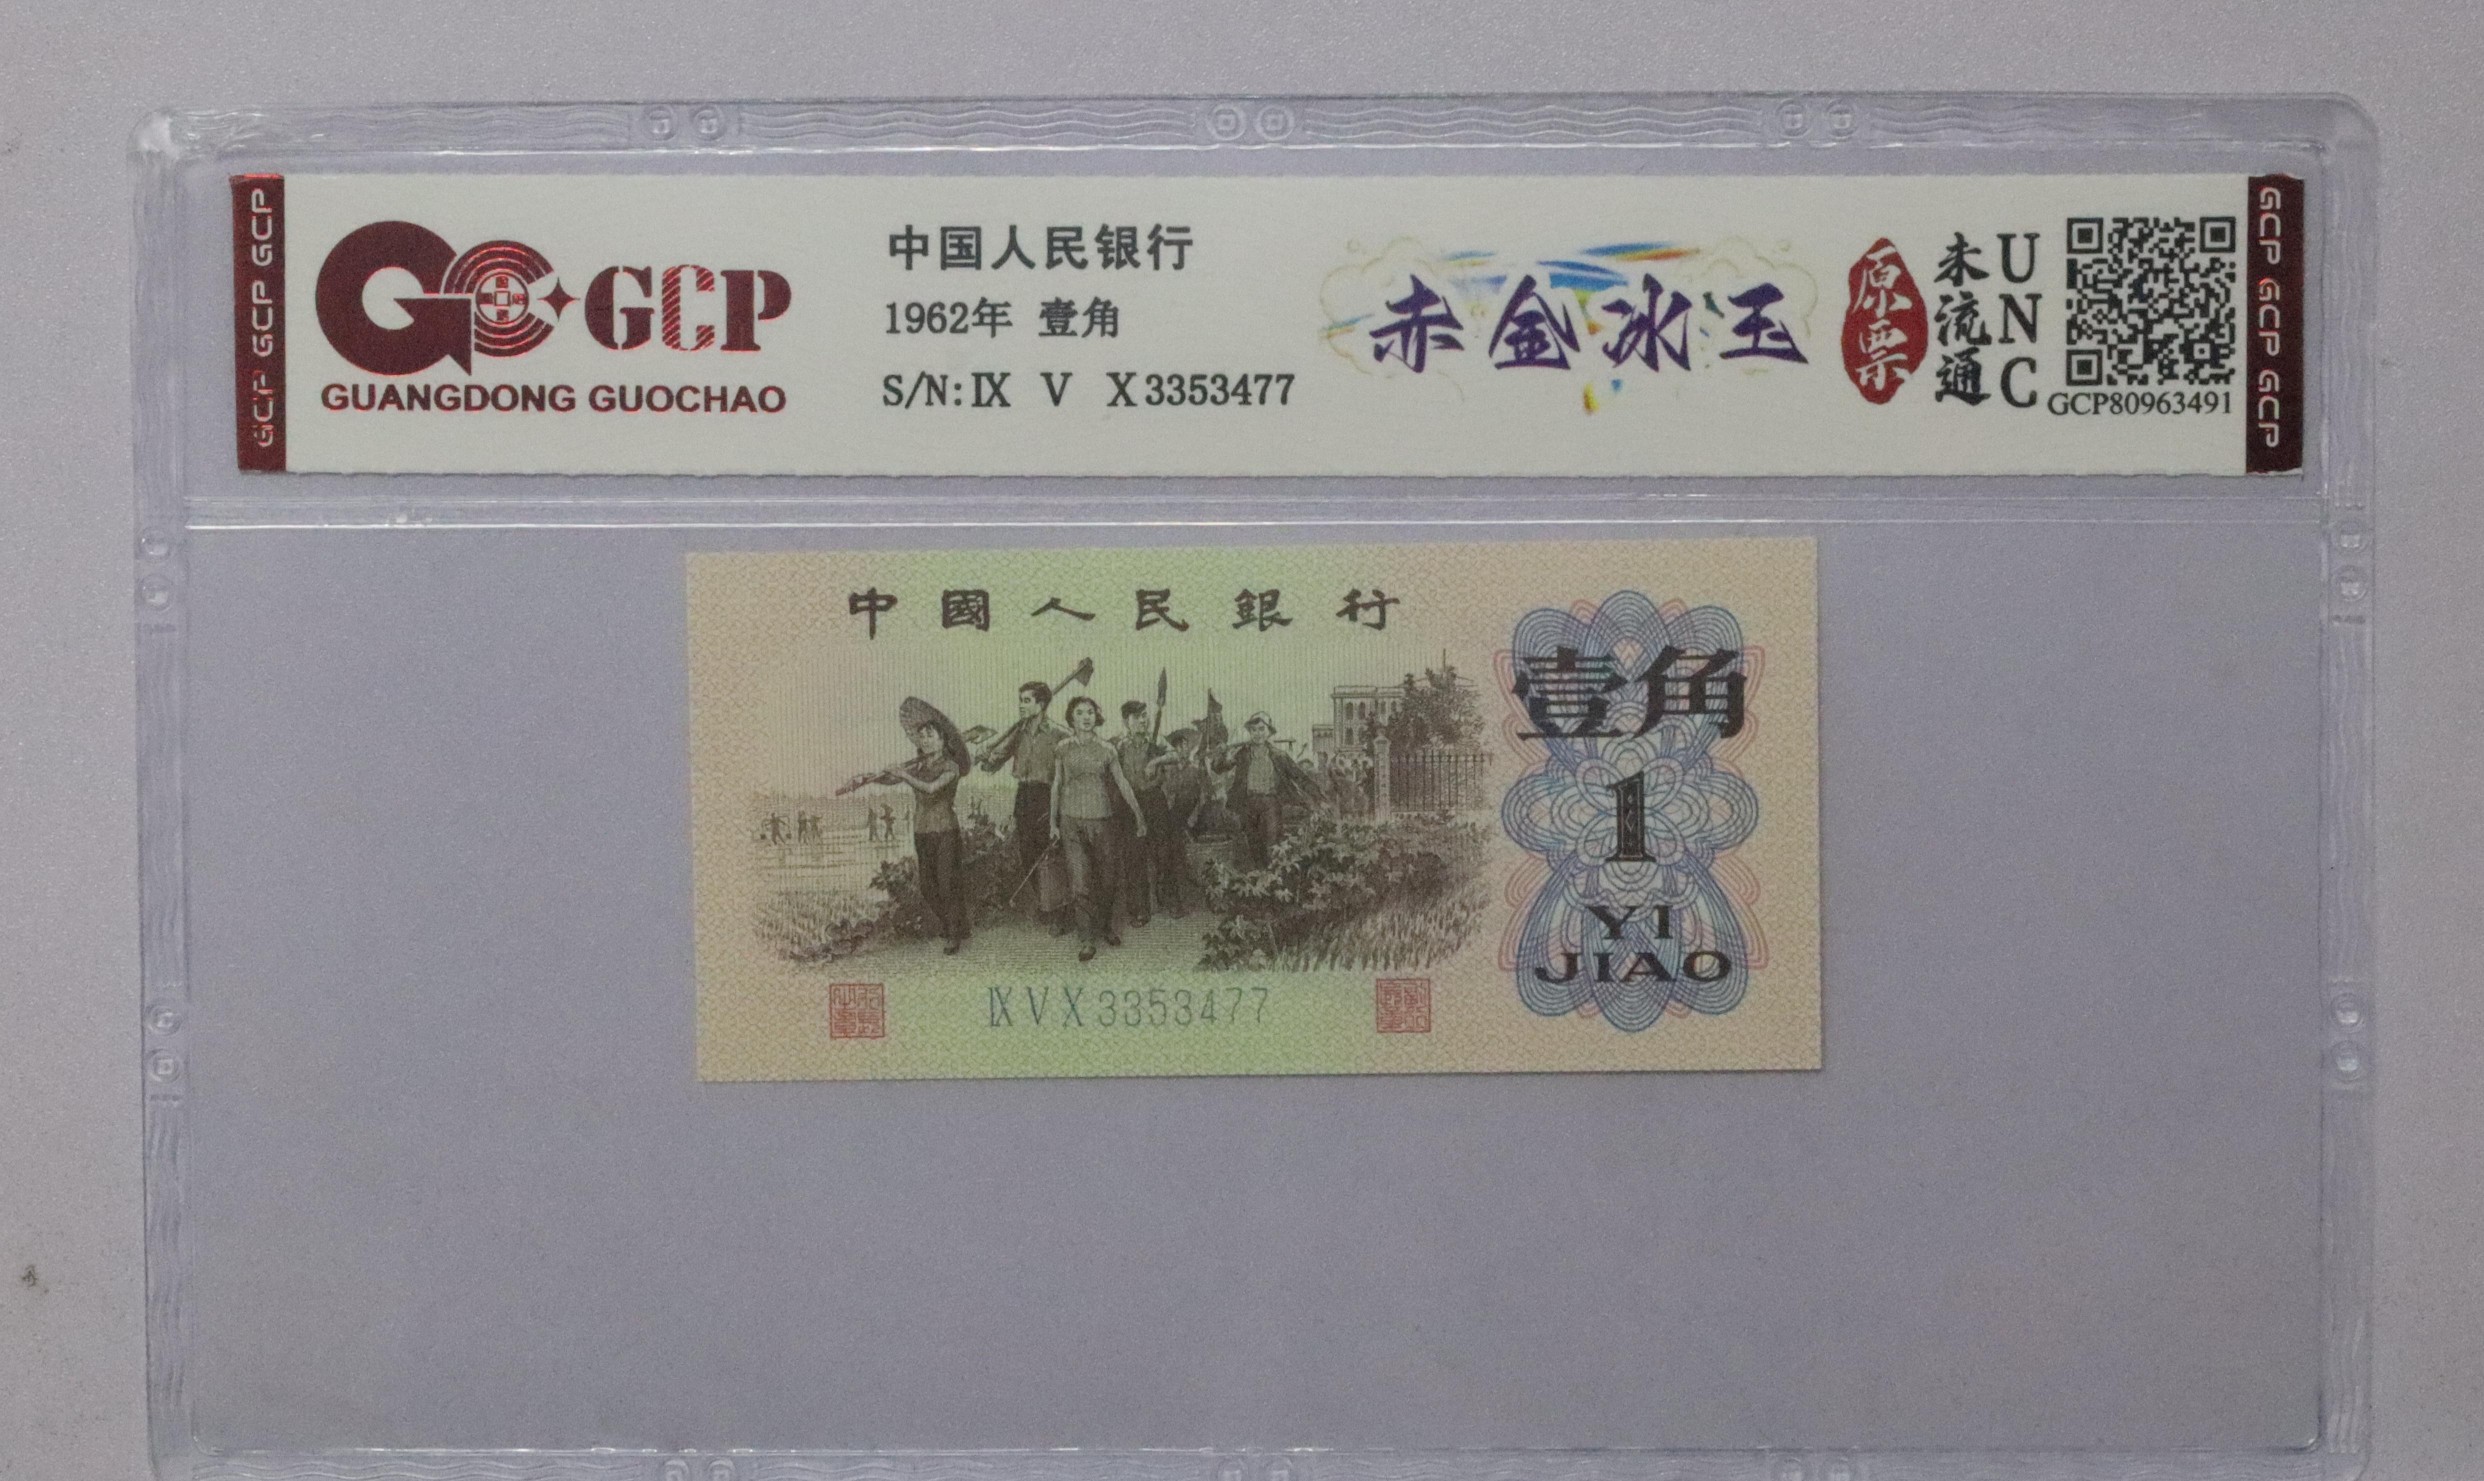 GCP GCP GCP
GCP
GUANGDONG GUOCHAO
中国人民银行
1962年 壹角
S/N: IX V X3353477
赤金冰玉
原票
未流通
UNC
GCP80963491
GCP GCP GCP
中國人民銀行
壹角
1
YI
JIAO
IX V X 3353477